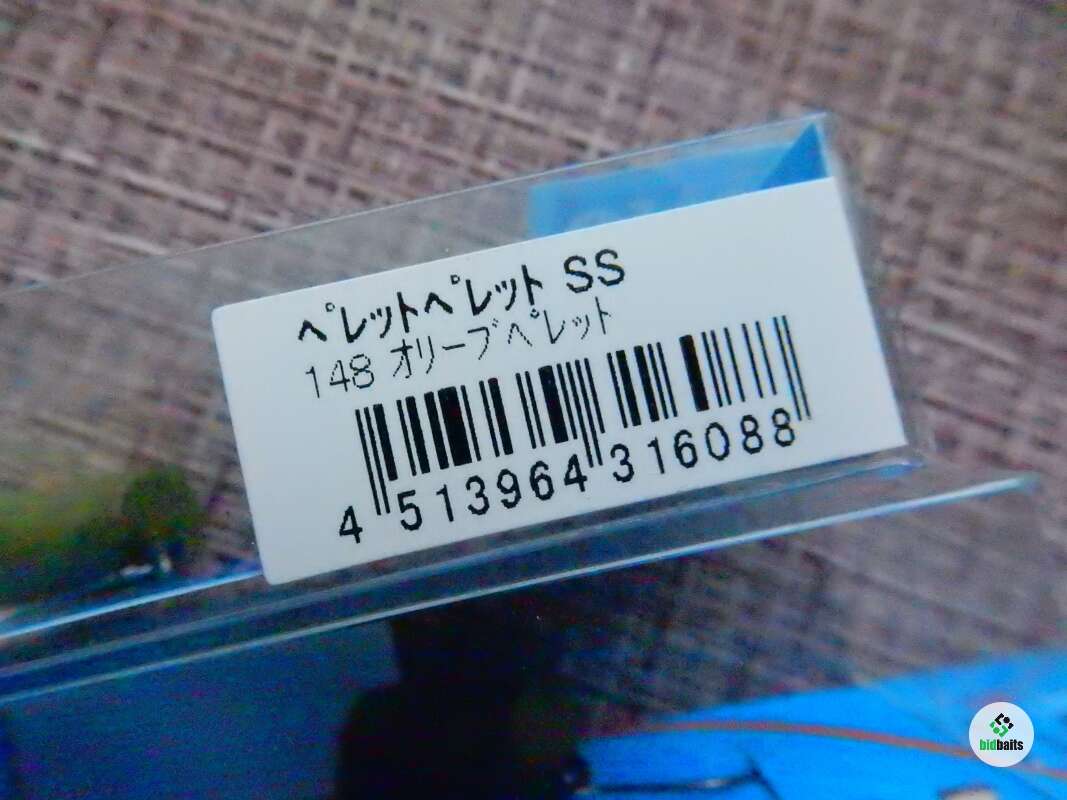 ペレットペレット SS
148 オリーブペレット
4 513964 316088
bidbaits